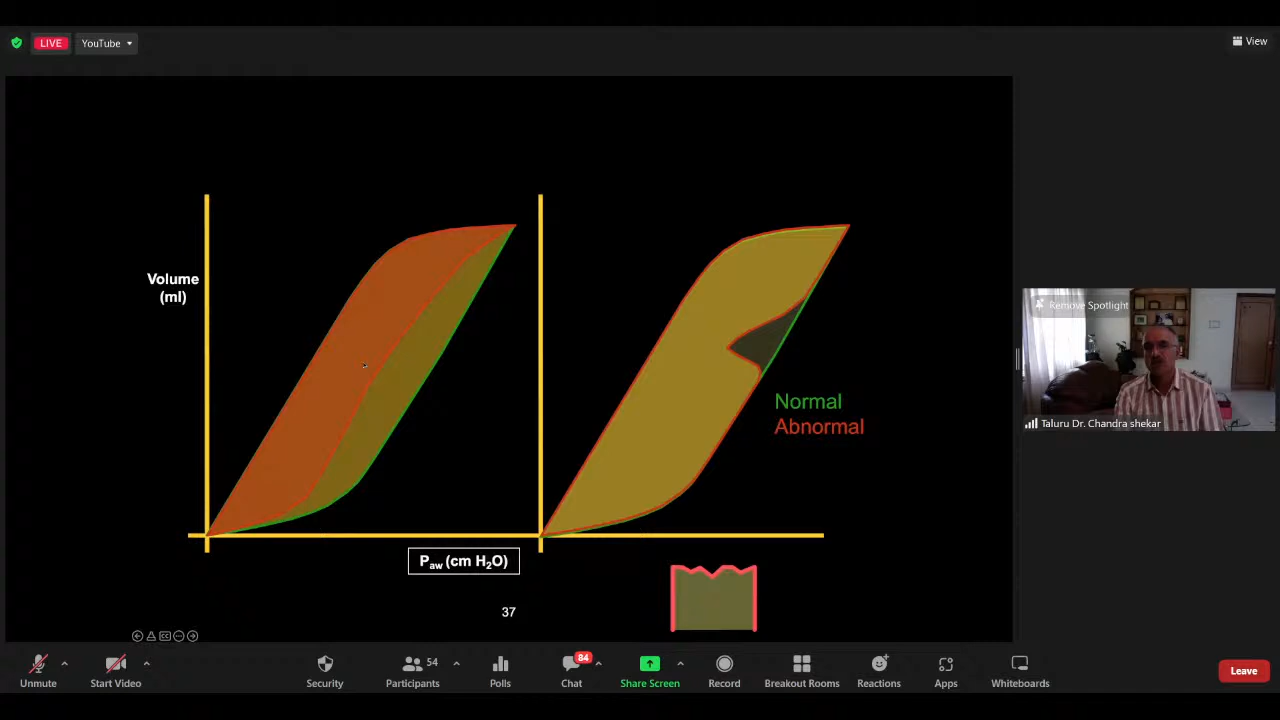 LIVE
YouTube
View
Volume
(ml)
Normal
Abnormal
Paw (cm H2O)
37
Remove Spotlight
Taluru Dr. Chandra shekar
Unmute
Start Video
Security
54
Participants
Polls
84
Chat
Share Screen
Record
Breakout Rooms
Reactions
Apps
Whiteboards
Leave